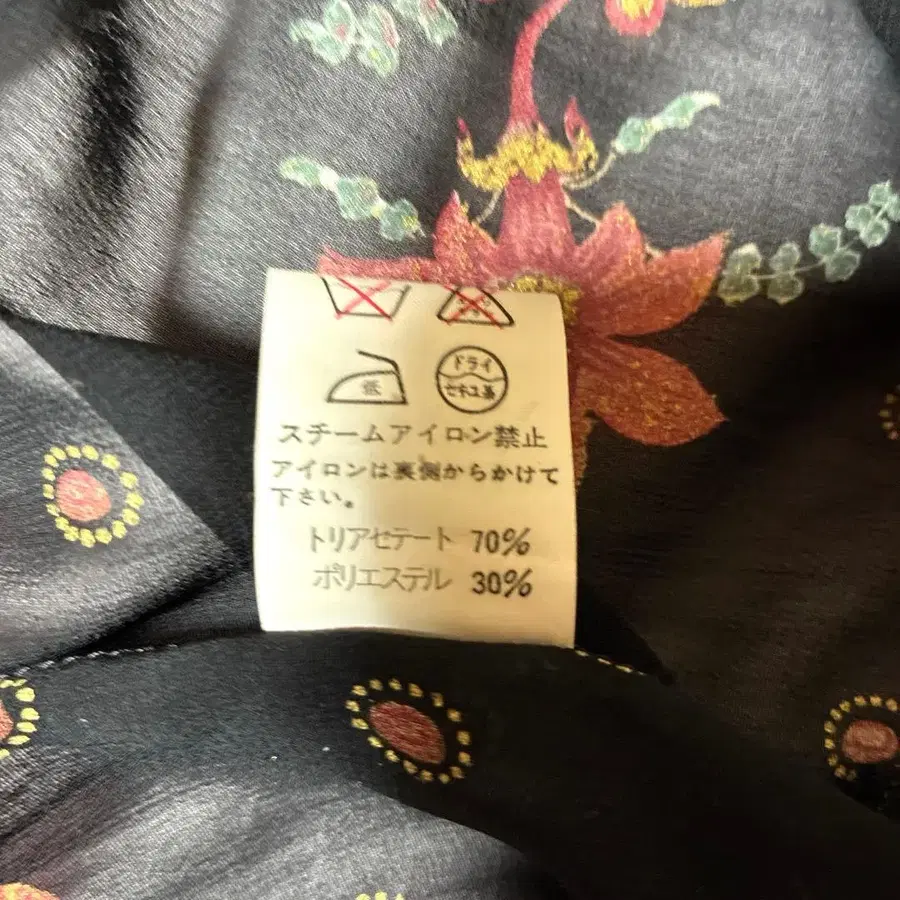 低
ドライ
セキユ系
スチームアイロン禁止
アイロンは裏側からかけて
下さい。
トリアセテート 70%
ポリエステル 30%